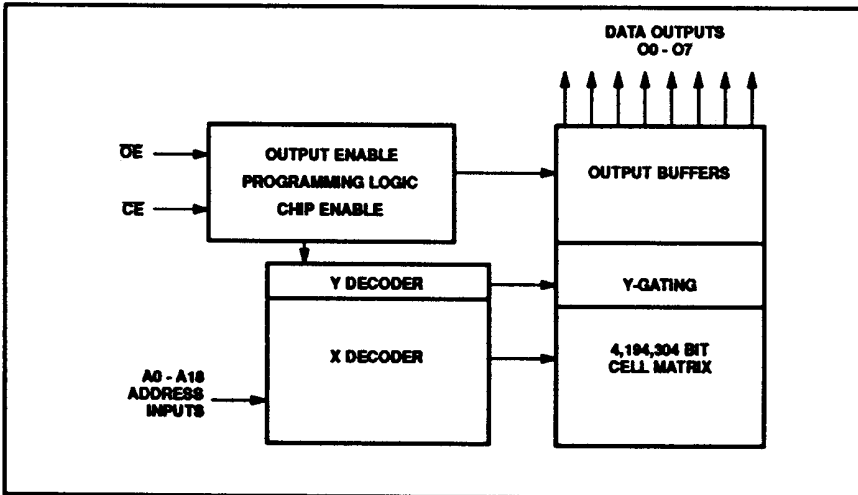 DATA OUTPUTS
O0 - O7
OE
CE
OUTPUT ENABLE
PROGRAMMING LOGIC
CHIP ENABLE
OUTPUT BUFFERS
Y DECODER
Y-GATING
X DECODER
4,194,304 BIT
CELL MATRIX
A0 - A18
ADDRESS
INPUTS